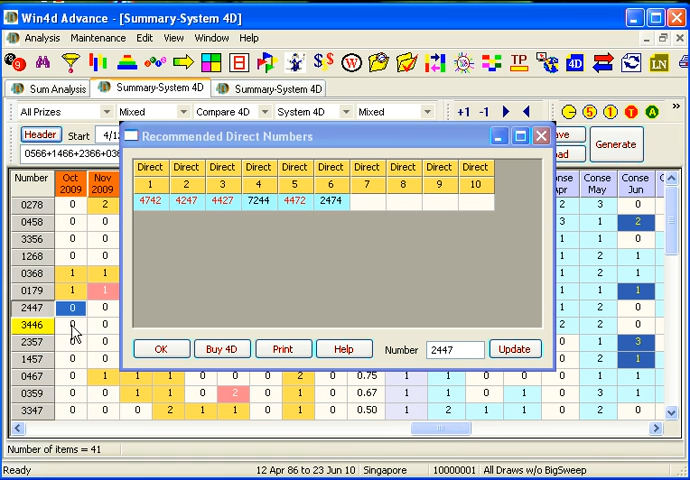 Win4d Advance - [Summary-System 4D]
Analysis Maintenance Edit View Window Help
Sum Analysis Summary-System 4D Summary-System 4D
All Prizes Mixed Compare 4D System 4D Mixed +1 -1
Header Start Generate
Recommended Direct Numbers
Direct Direct Direct Direct Direct Direct Direct Direct Direct Direct
1 2 3 4 5 6 7 8 9 10
4742 4247 4427 7244 4472 2474
OK Buy 4D Print Help Number 2447 Update
Number Oct 2009 Nov 2009 Conse May Conse Jun
0278 0 2 2 3 0
0458 0 0 3 1 2
3356 0 0 1 1 0
1268 0 0 1 2 1
0368 1 1 1 2 1
0179 1 1 1 1 1
2447 0 0 1 2 1
3446 0 0 2 2 0
2357 0 0 1 1 3
1457 0 0 1 2 1
0467 0 1 1 1 0 0 0 2 0 0.75 1 1 0 0 1 1
0359 0 0 1 1 0 2 0 0 0 0.67 1 1 0 1 3 1
3347 0 0 0 2 1 1 0 0 0 0.50 1 2 1 1 2 0
Number of items = 41
Ready 12 Apr 86 to 23 Jun 10 Singapore 10000001 All Draws w/o BigSweep